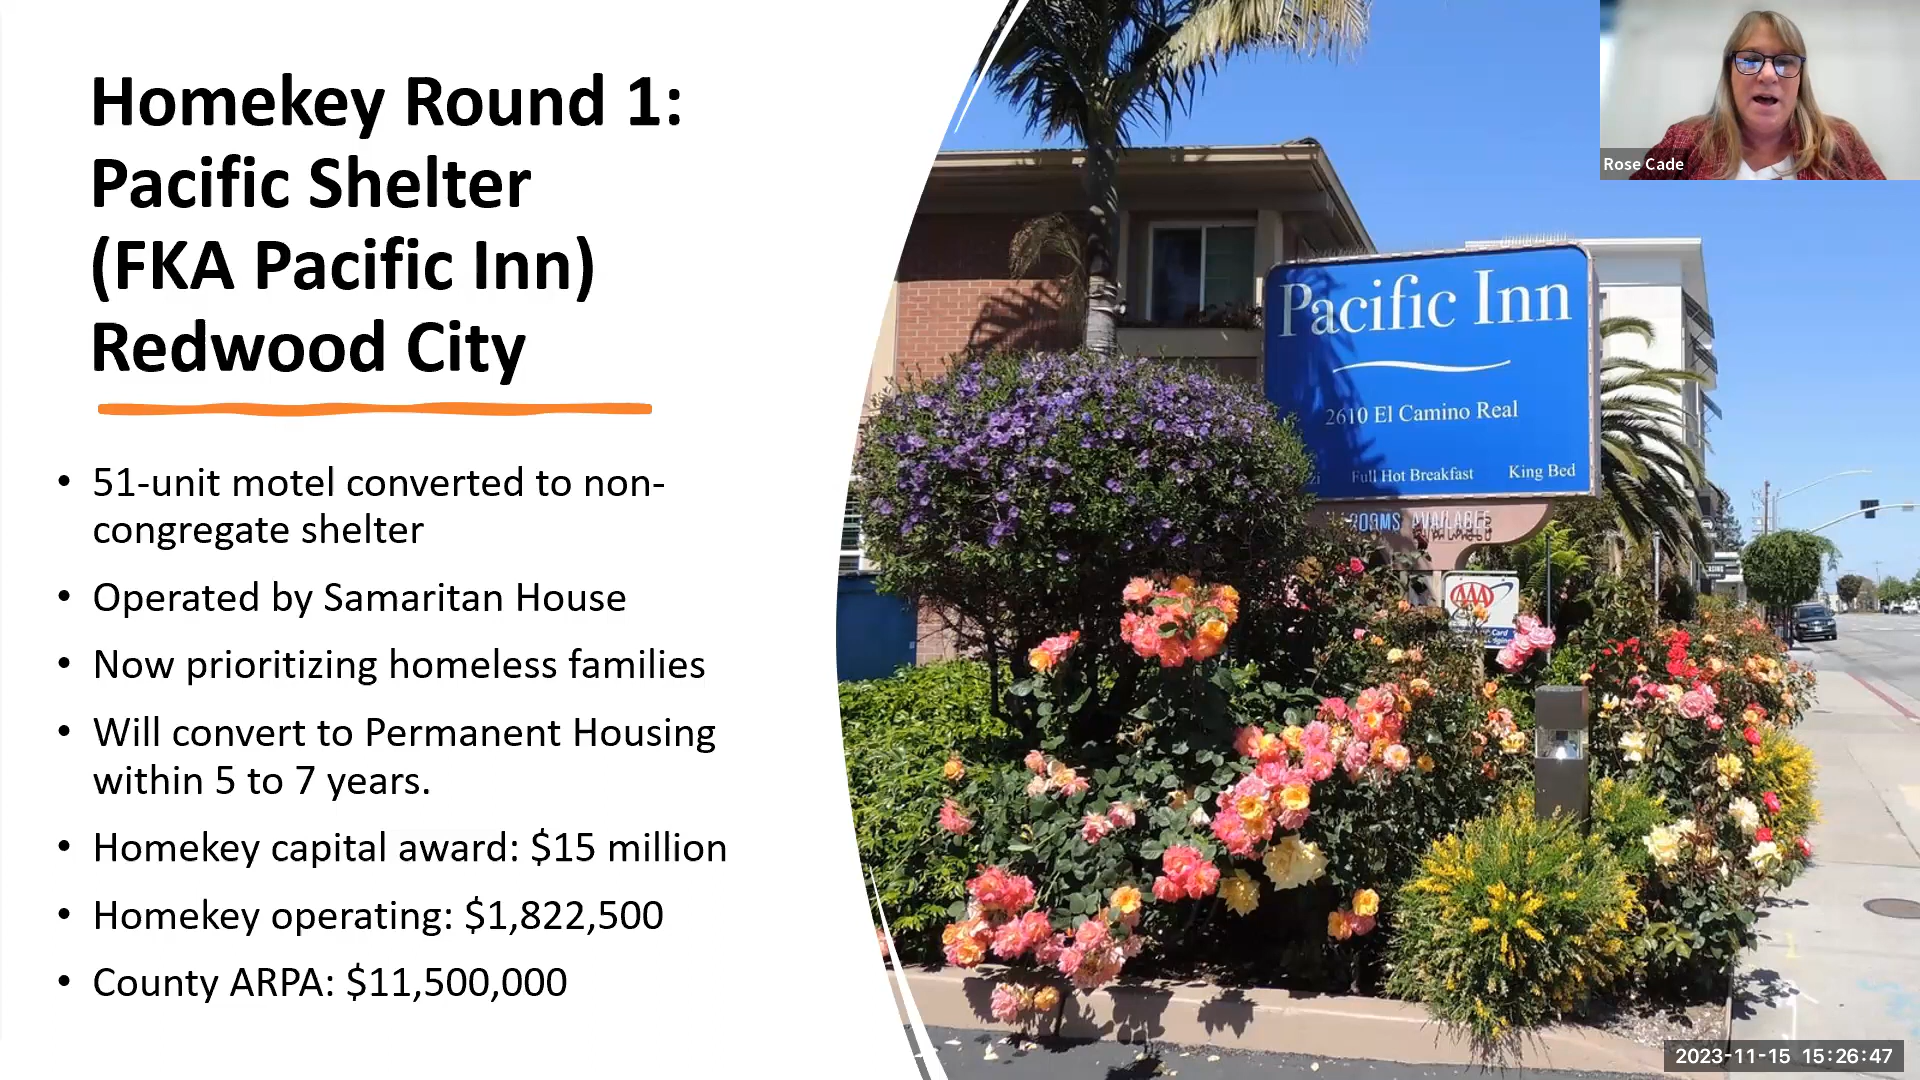 Homekey Round 1:
Pacific Shelter
(FKA Pacific Inn)
Redwood City
• 51-unit motel converted to non-
congregate shelter
• Operated by Samaritan House
• Now prioritizing homeless families
• Will convert to Permanent Housing
within 5 to 7 years.
• Homekey capital award: $15 million
• Homekey operating: $1,822,500
• County ARPA: $11,500,000
Rose Cade
Pacific Inn
2610 El Camino Real
Full Hot Breakfast King Bed
ROOMS AVAILABLE
AAA
2023-11-15 15:26:47